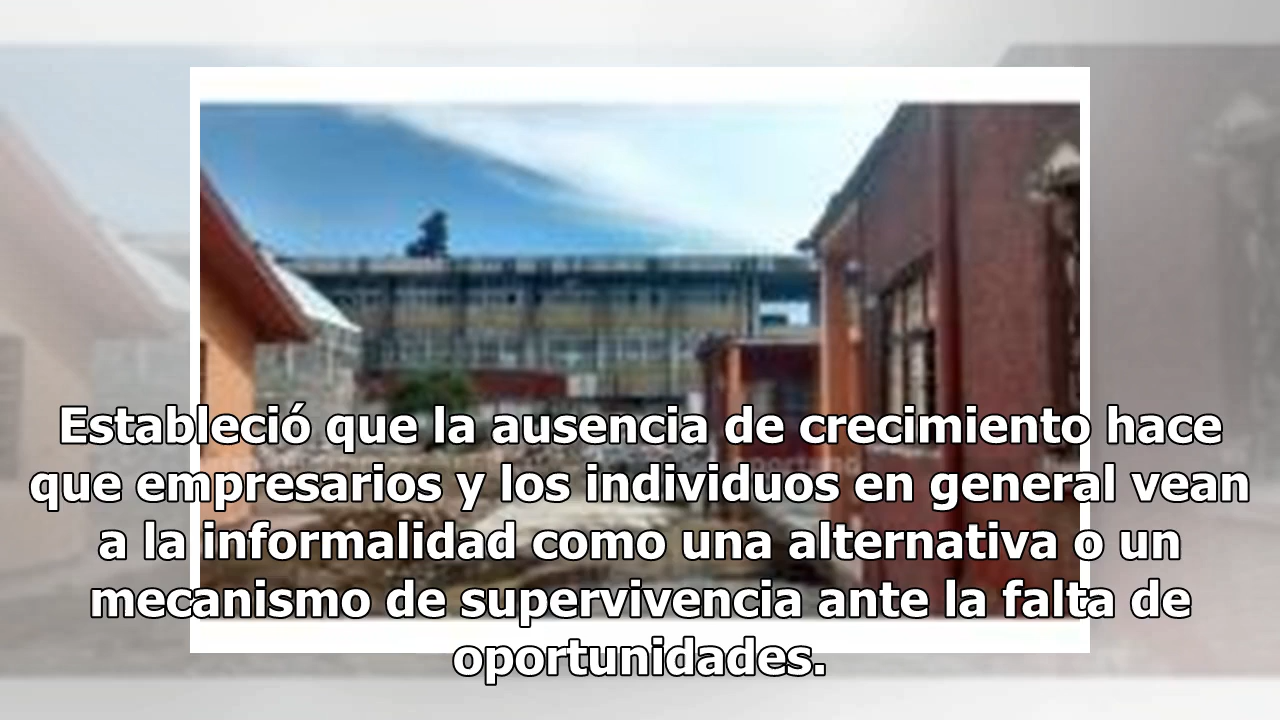 Estableció que la ausencia de crecimiento hace
que empresarios y los individuos en general vean
a la informalidad como una alternativa o un
mecanismo de supervivencia ante la falta de
oportunidades.